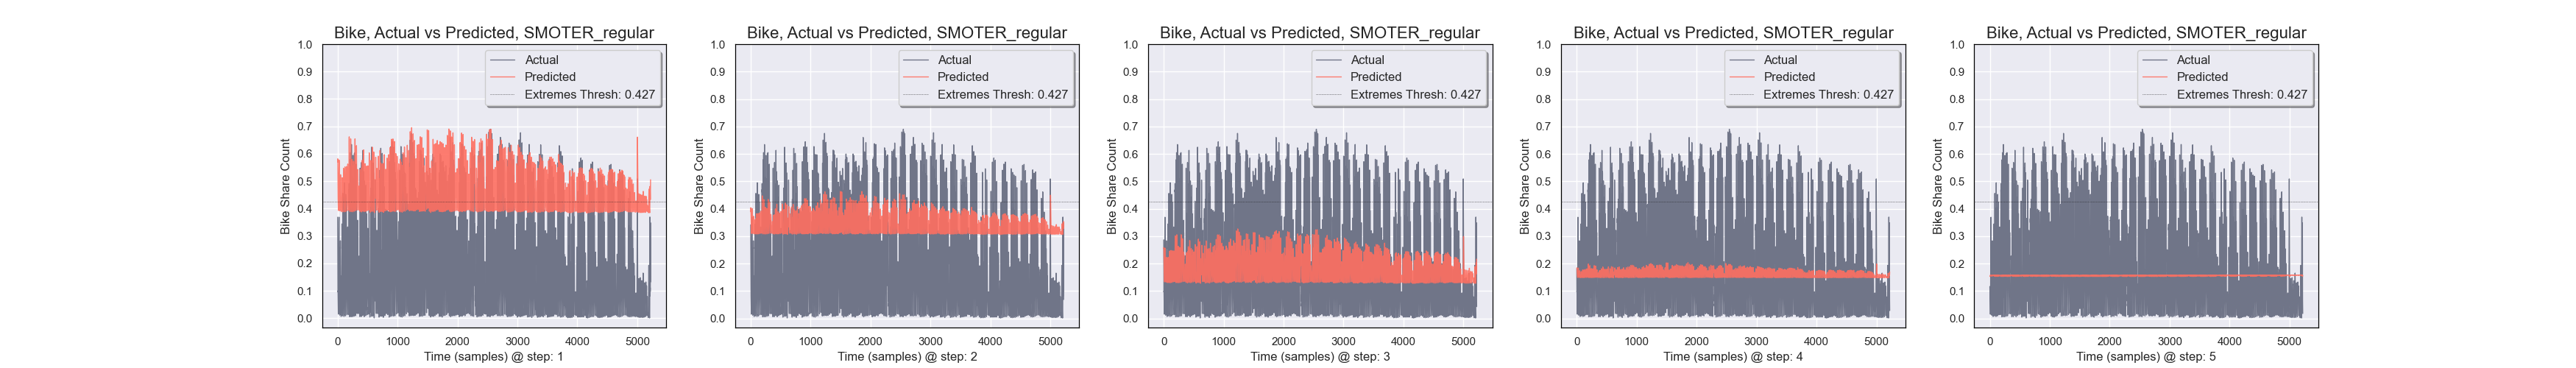 Bike, Actual vs Predicted, SMOTER_regular
Actual
Predicted
Extremes Thresh: 0.427
1.0
0.9
0.8
0.7
0.6
0.5
0.4
0.3
0.2
0.1
0.0
Bike Share Count
0 1000 2000 3000 4000 5000
Time (samples) @ step: 1
Bike, Actual vs Predicted, SMOTER_regular
Actual
Predicted
Extremes Thresh: 0.427
1.0
0.9
0.8
0.7
0.6
0.5
0.4
0.3
0.2
0.1
0.0
Bike Share Count
0 1000 2000 3000 4000 5000
Time (samples) @ step: 2
Bike, Actual vs Predicted, SMOTER_regular
Actual
Predicted
Extremes Thresh: 0.427
1.0
0.9
0.8
0.7
0.6
0.5
0.4
0.3
0.2
0.1
0.0
Bike Share Count
0 1000 2000 3000 4000 5000
Time (samples) @ step: 3
Bike, Actual vs Predicted, SMOTER_regular
Actual
Predicted
Extremes Thresh: 0.427
1.0
0.9
0.8
0.7
0.6
0.5
0.4
0.3
0.2
0.1
0.0
Bike Share Count
0 1000 2000 3000 4000 5000
Time (samples) @ step: 4
Bike, Actual vs Predicted, SMOTER_regular
Actual
Predicted
Extremes Thresh: 0.427
1.0
0.9
0.8
0.7
0.6
0.5
0.4
0.3
0.2
0.1
0.0
Bike Share Count
0 1000 2000 3000 4000 5000
Time (samples) @ step: 5